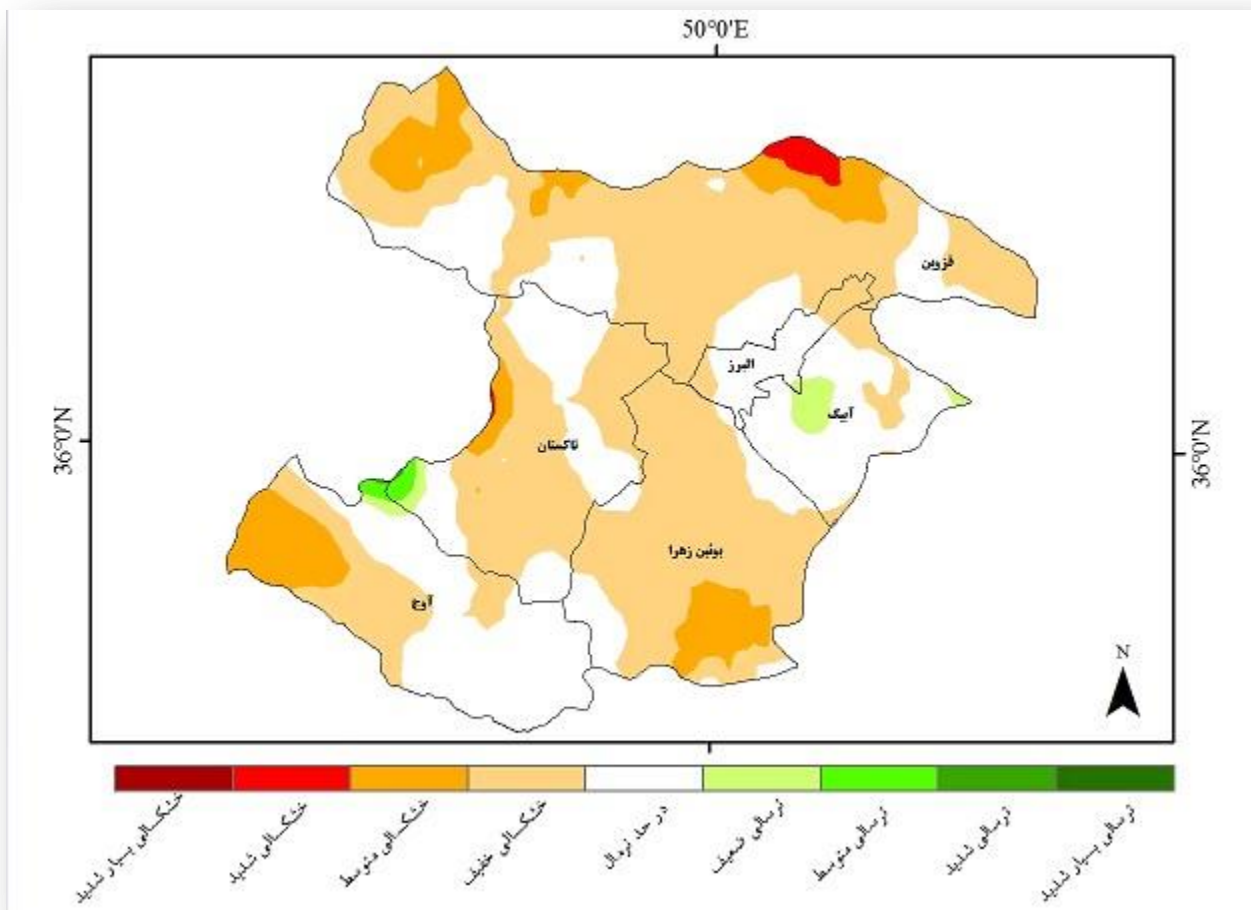 50°0'E
قزوین
البرز
آبیک
36°0'N
36°0'N
تاکستان
بوئین زهرا
آوج
N
خشکسالی بسیار شدید
خشکسالی شدید
خشکسالی متوسط
خشکسالی خفیف
در حد نرمال
ترسالی ضعیف
ترسالی متوسط
ترسالی شدید
ترسالی بسیار شدید